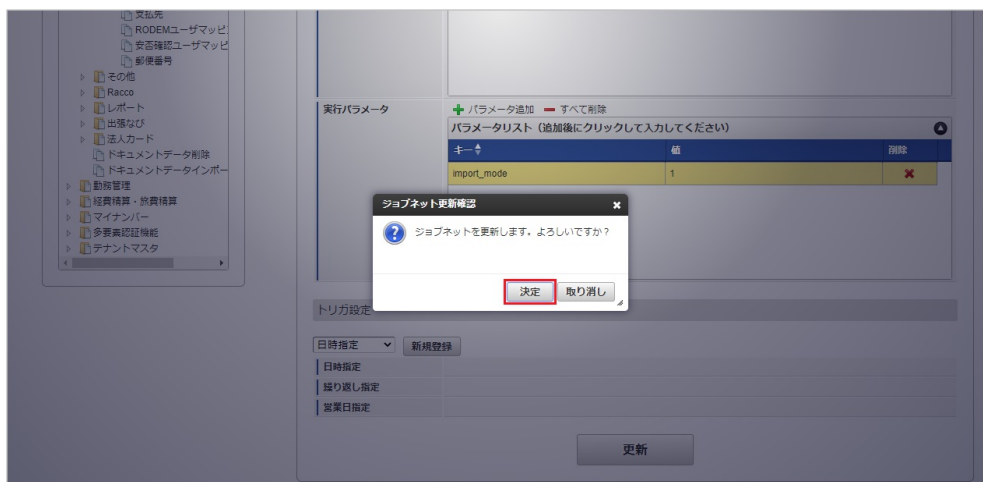 支払先
RODEMユーザマッピ
安否確認ユーザマッピ
郵便番号
その他
Racco
レポート
出張なび
法人カード
ドキュメントデータ削除
ドキュメントデータインポー
勤務管理
経費精算・旅費精算
マイナンバー
多要素認証機能
テナントマスタ
実行パラメータ
パラメータ追加 すべて削除
パラメータリスト（追加後にクリックして入力してください）
キー 値 削除
import_mode 1
ジョブネット更新確認
ジョブネットを更新します。よろしいですか？
決定 取り消し
トリガ設定
日時指定 新規登録
日時指定
繰り返し指定
営業日指定
更新